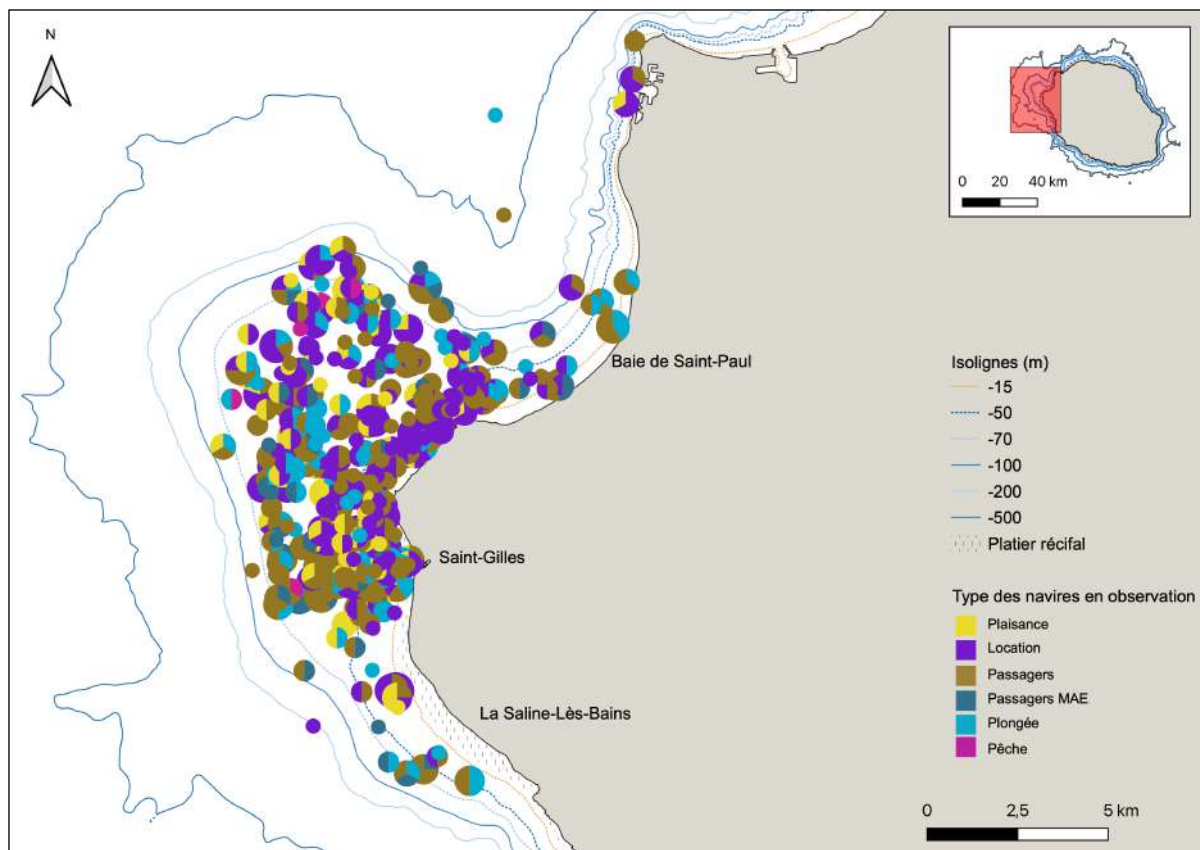 N
0 20 40 km
Baie de Saint-Paul
Isolignes (m)
-15
-50
-70
-100
-200
-500
Platier récifal
Saint-Gilles
Type des navires en observation
Plaisance
Location
Passagers
Passagers MAE
Plongée
Pêche
La Saline-Lès-Bains
0 2,5 5 km